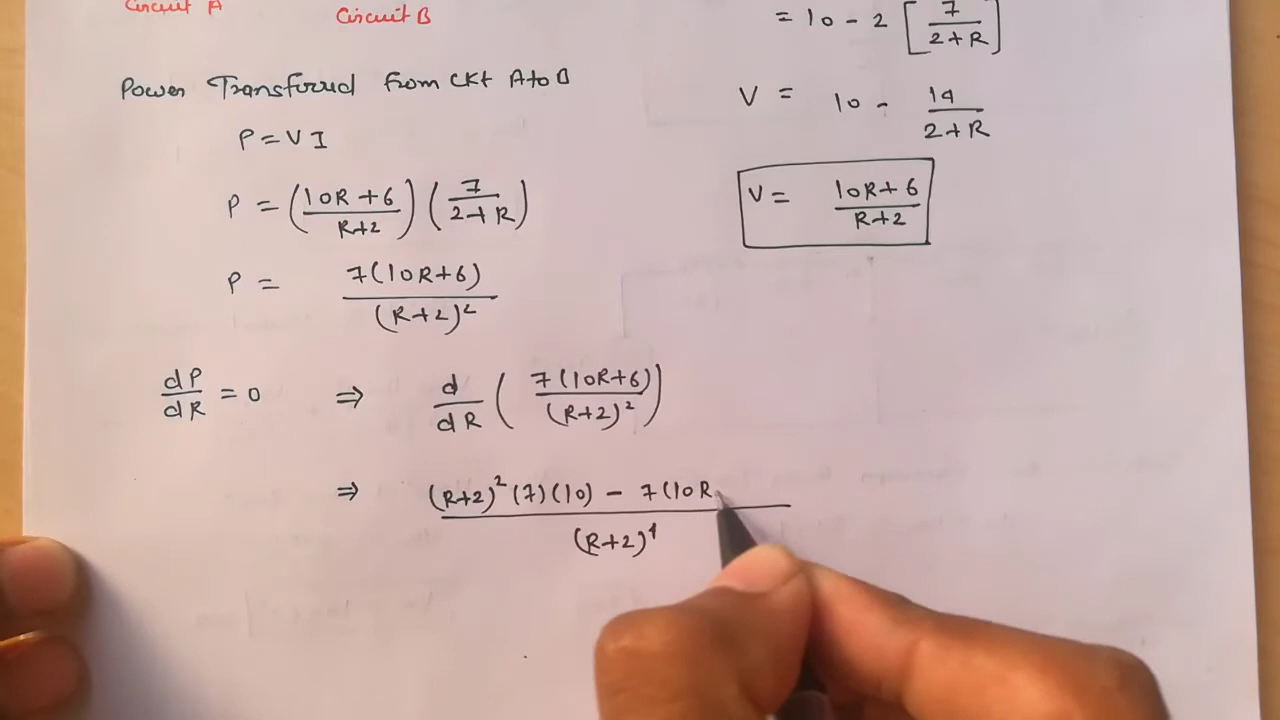 Circuit A
Circuit B
Power Transfurud from CKt A to B
P = V I
P = (10R+6/R+2) (7/2+R)
P = 7(10R+6)/(R+2)²
dP/dR = 0 ⇒ d/dR (7(10R+6)/(R+2)²)
⇒ (R+2)² (7)(10) - 7(10R/(R+2)⁴
= 10 - 2 [7/2+R]
V = 10 - 14/2+R
V = 10R+6/R+2